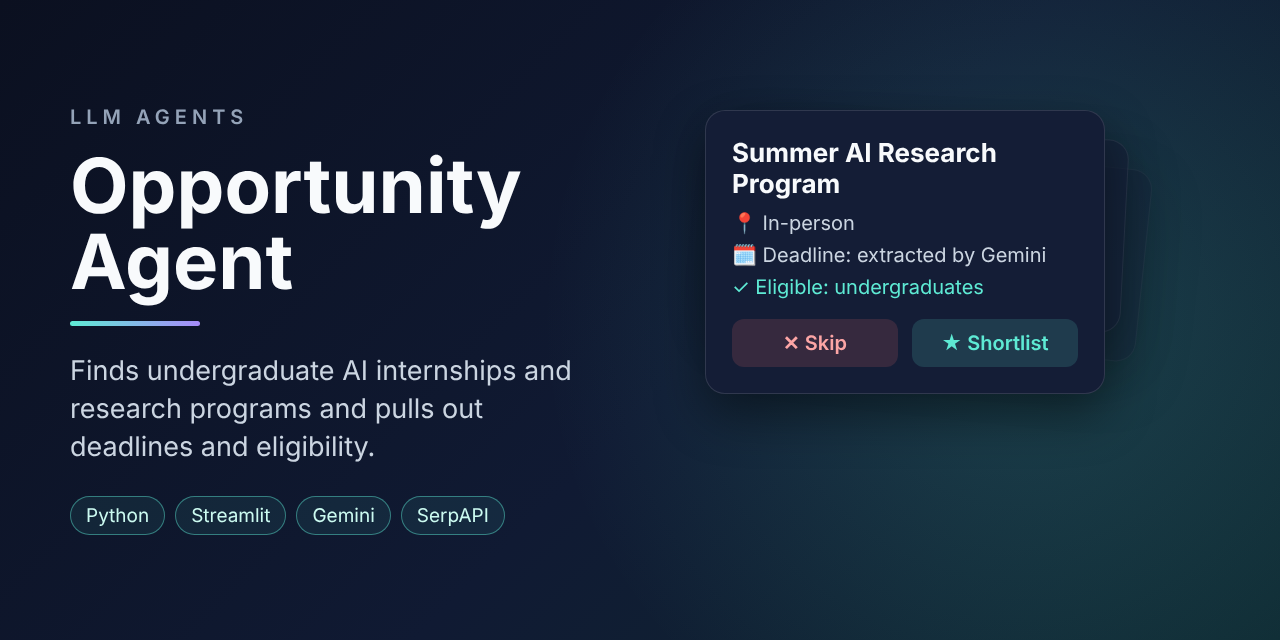 LLM AGENTS
Opportunity
Agent
Finds undergraduate AI internships and
research programs and pulls out
deadlines and eligibility.
Python
Streamlit
Gemini
SerpAPI
Summer AI Research
Program
📍 In-person
🗓️ Deadline: extracted by Gemini
✓ Eligible: undergraduates
✕ Skip
★ Shortlist